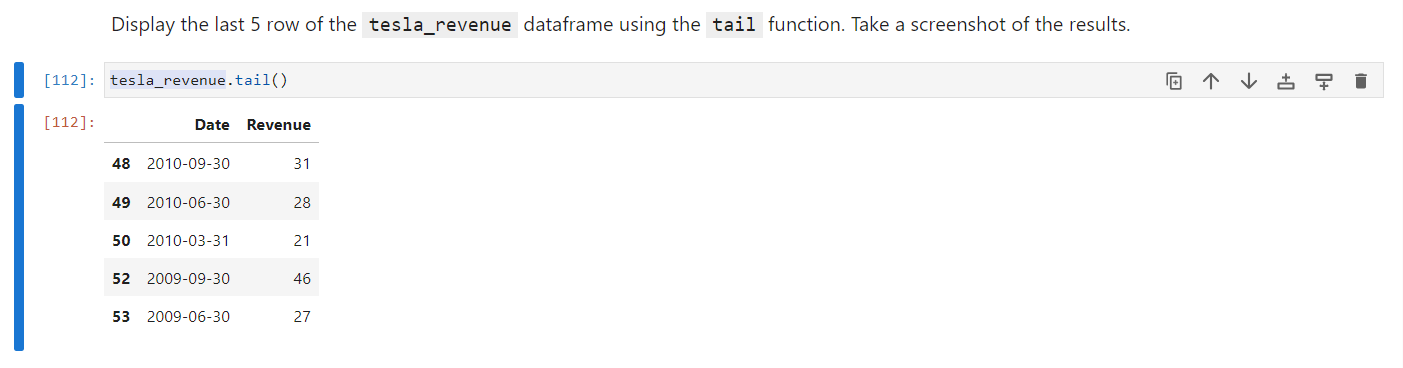 Display the last 5 row of the tesla_revenue dataframe using the tail function. Take a screenshot of the results.
[112]: tesla_revenue.tail()
[112]: Date Revenue
48 2010-09-30 31
49 2010-06-30 28
50 2010-03-31 21
52 2009-09-30 46
53 2009-06-30 27